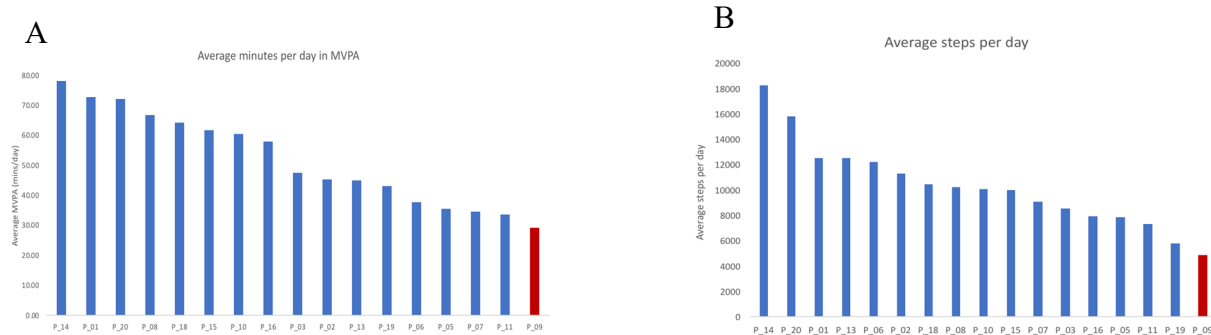 A
Average minutes per day in MVPA
Average MVPA (mins/day)
80.00
70.00
60.00
50.00
40.00
30.00
20.00
10.00
0.00
P_14 P_01 P_20 P_08 P_18 P_15 P_10 P_16 P_03 P_02 P_13 P_19 P_06 P_05 P_07 P_11 P_09
B
Average steps per day
Average steps per day
20000
18000
16000
14000
12000
10000
8000
6000
4000
2000
0
P_14 P_20 P_01 P_13 P_06 P_02 P_18 P_08 P_10 P_15 P_07 P_03 P_16 P_05 P_11 P_19 P_09